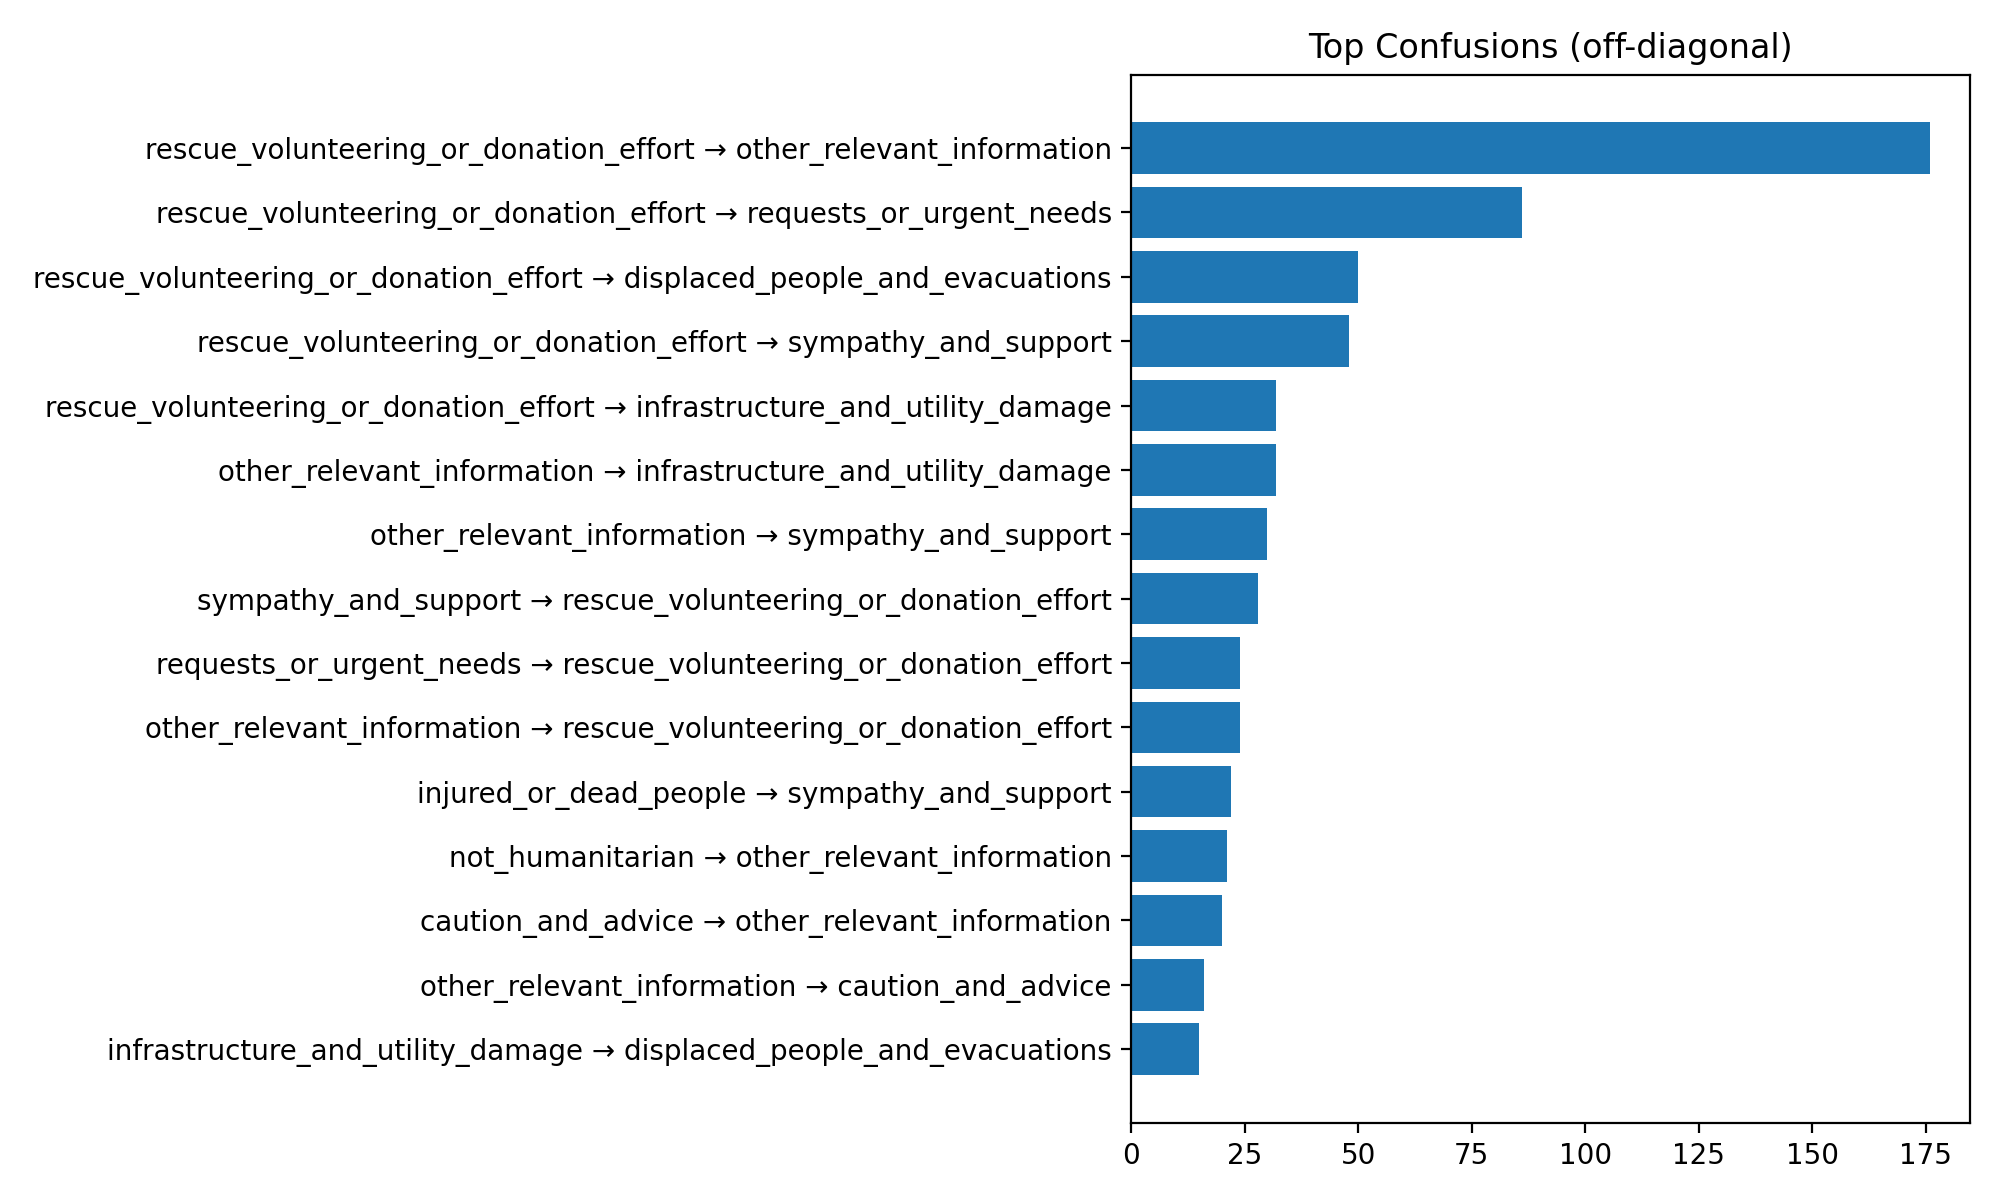 Top Confusions (off-diagonal)
rescue_volunteering_or_donation_effort → other_relevant_information
rescue_volunteering_or_donation_effort → requests_or_urgent_needs
rescue_volunteering_or_donation_effort → displaced_people_and_evacuations
rescue_volunteering_or_donation_effort → sympathy_and_support
rescue_volunteering_or_donation_effort → infrastructure_and_utility_damage
other_relevant_information → infrastructure_and_utility_damage
other_relevant_information → sympathy_and_support
sympathy_and_support → rescue_volunteering_or_donation_effort
requests_or_urgent_needs → rescue_volunteering_or_donation_effort
other_relevant_information → rescue_volunteering_or_donation_effort
injured_or_dead_people → sympathy_and_support
not_humanitarian → other_relevant_information
caution_and_advice → other_relevant_information
other_relevant_information → caution_and_advice
infrastructure_and_utility_damage → displaced_people_and_evacuations
0 25 50 75 100 125 150 175